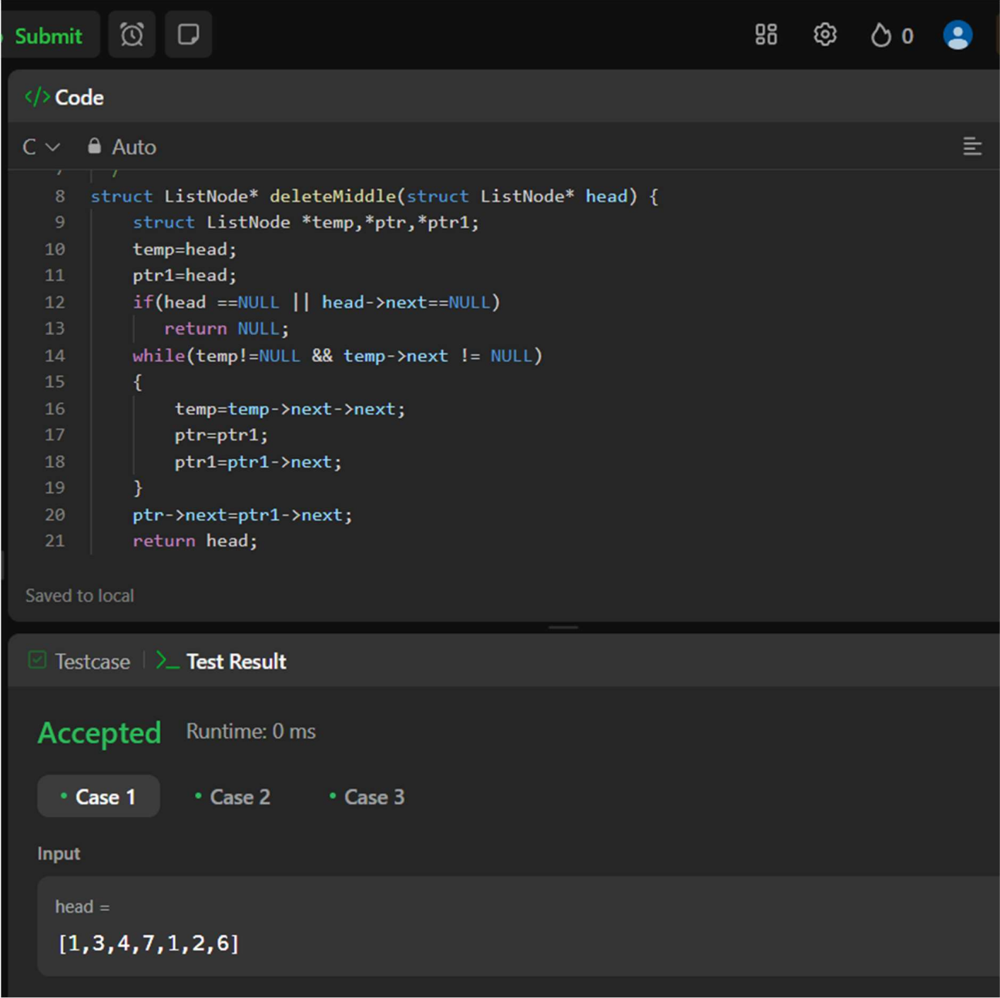 Submit
0
</> Code
C Auto
7 /
8 struct ListNode* deleteMiddle(struct ListNode* head) {
9 struct ListNode *temp,*ptr,*ptr1;
10 temp=head;
11 ptr1=head;
12 if(head ==NULL || head->next==NULL)
13 return NULL;
14 while(temp!=NULL && temp->next != NULL)
15 {
16 temp=temp->next->next;
17 ptr=ptr1;
18 ptr1=ptr1->next;
19 }
20 ptr->next=ptr1->next;
21 return head;
Saved to local
Testcase | >_ Test Result
Accepted Runtime: 0 ms
• Case 1 • Case 2 • Case 3
Input
head =
[1,3,4,7,1,2,6]